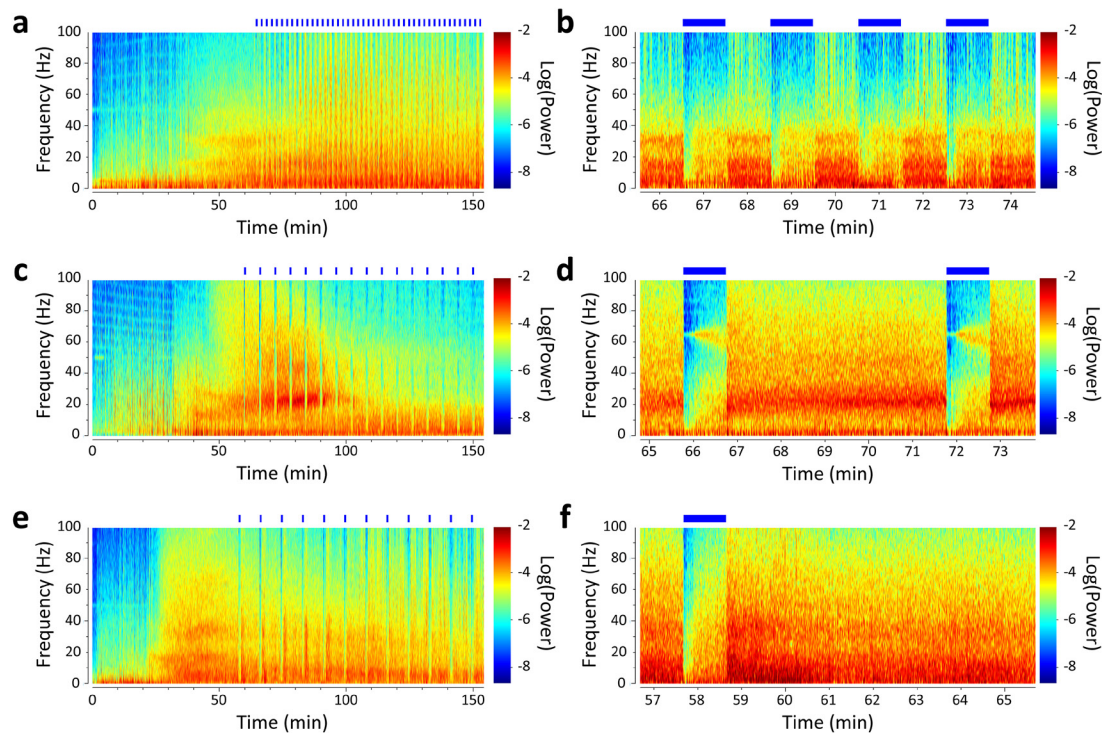 a
100
80
60
40
20
0
Frequency (Hz)
0 50 100 150
Time (min)
-2
-4
-6
-8
Log(Power)
b
100
80
60
40
20
0
Frequency (Hz)
66 67 68 69 70 71 72 73 74
Time (min)
-2
-4
-6
-8
Log(Power)
c
100
80
60
40
20
0
Frequency (Hz)
0 50 100 150
Time (min)
-2
-4
-6
-8
Log(Power)
d
100
80
60
40
20
0
Frequency (Hz)
65 66 67 68 69 70 71 72 73
Time (min)
-2
-4
-6
-8
Log(Power)
e
100
80
60
40
20
0
Frequency (Hz)
0 50 100 150
Time (min)
-2
-4
-6
-8
Log(Power)
f
100
80
60
40
20
0
Frequency (Hz)
57 58 59 60 61 62 63 64 65
Time (min)
-2
-4
-6
-8
Log(Power)